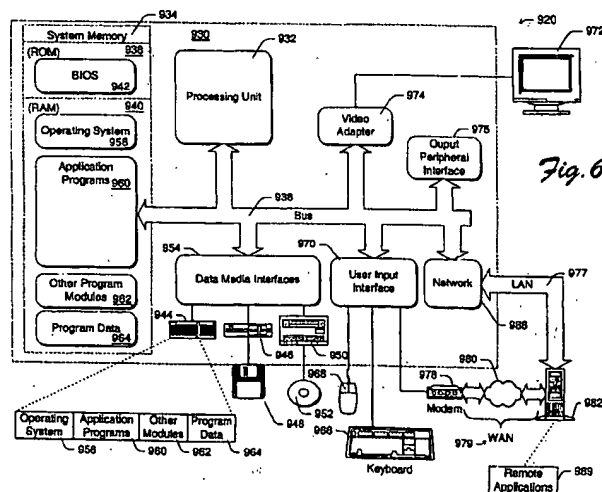 System Memory
934
(ROM) 938
BIOS
942
(RAM) 940
Operating System
958
Application
Programs
960
Other Program
Modules 962
Program Data
964
930
932
Processing Unit
920
972
974
Video
Adapter
975
Ouput
Peripheral
Interface
Fig. 6
936
Bus
954
Data Media Interfaces
970
User Input
Interface
Network
988
977
LAN
944
946
950
948
952
968
966
Keyboard
978
Modem
980
982
979
WAN
Operating
System
Application
Programs
Other
Modules
Program
Data
958
960
962
964
Remote
Applications
989